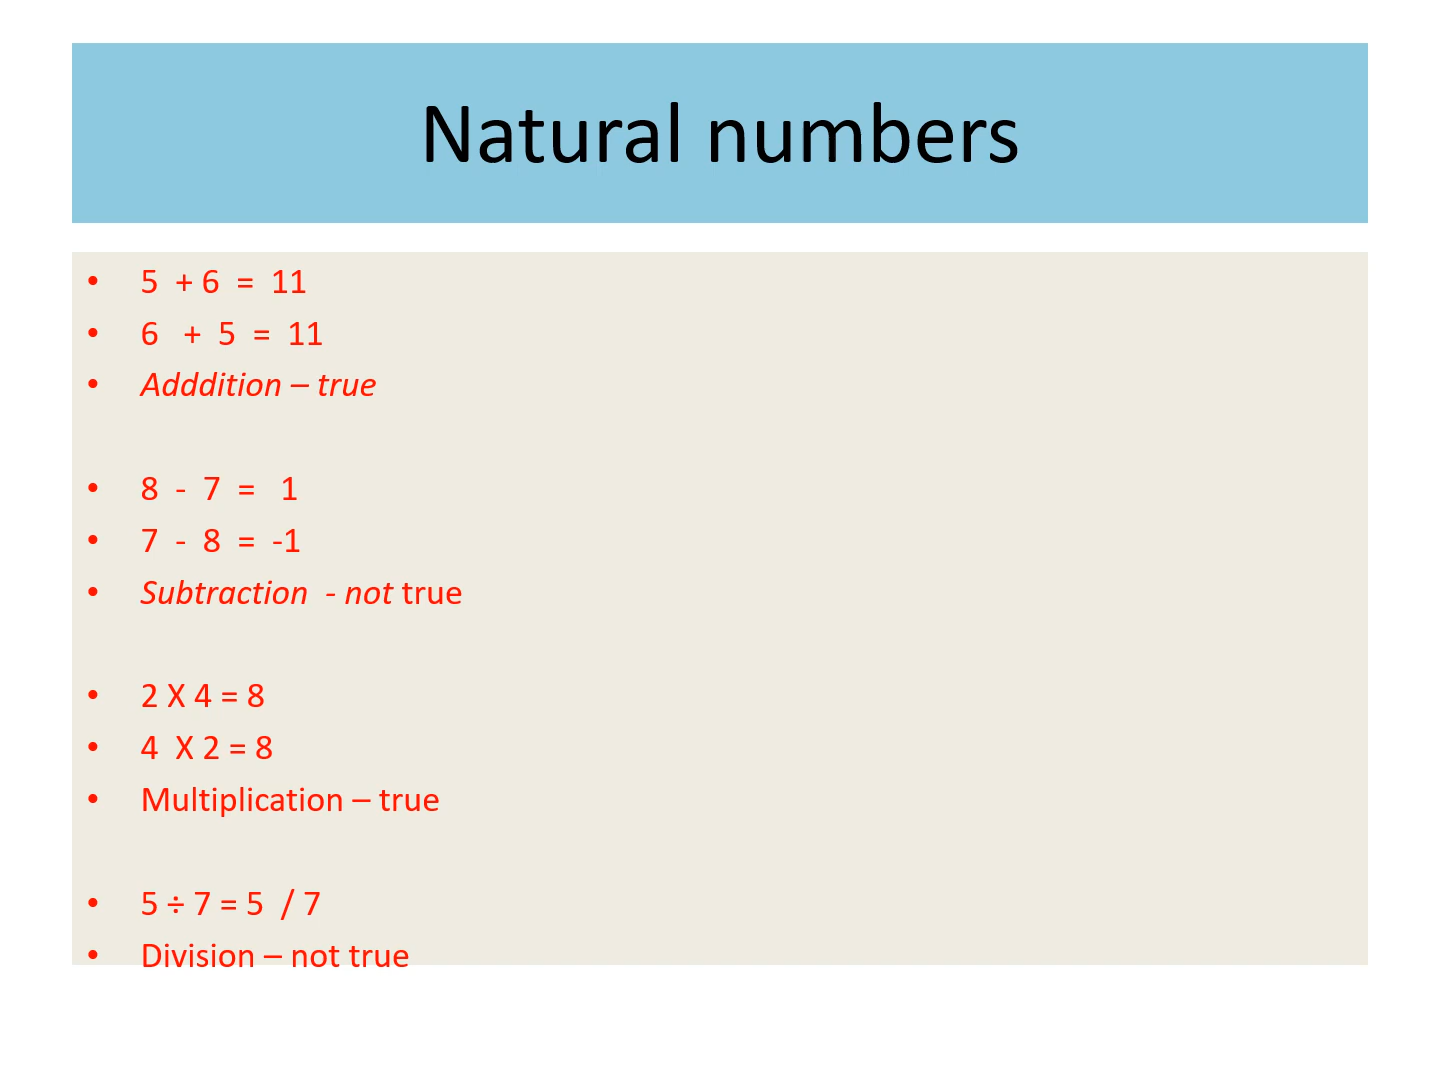 Natural numbers
• 5 + 6 = 11
• 6 + 5 = 11
• Adddition – true
• 8 - 7 = 1
• 7 - 8 = -1
• Subtraction - not true
• 2 X 4 = 8
• 4 X 2 = 8
• Multiplication – true
• 5 ÷ 7 = 5 / 7
• Division – not true